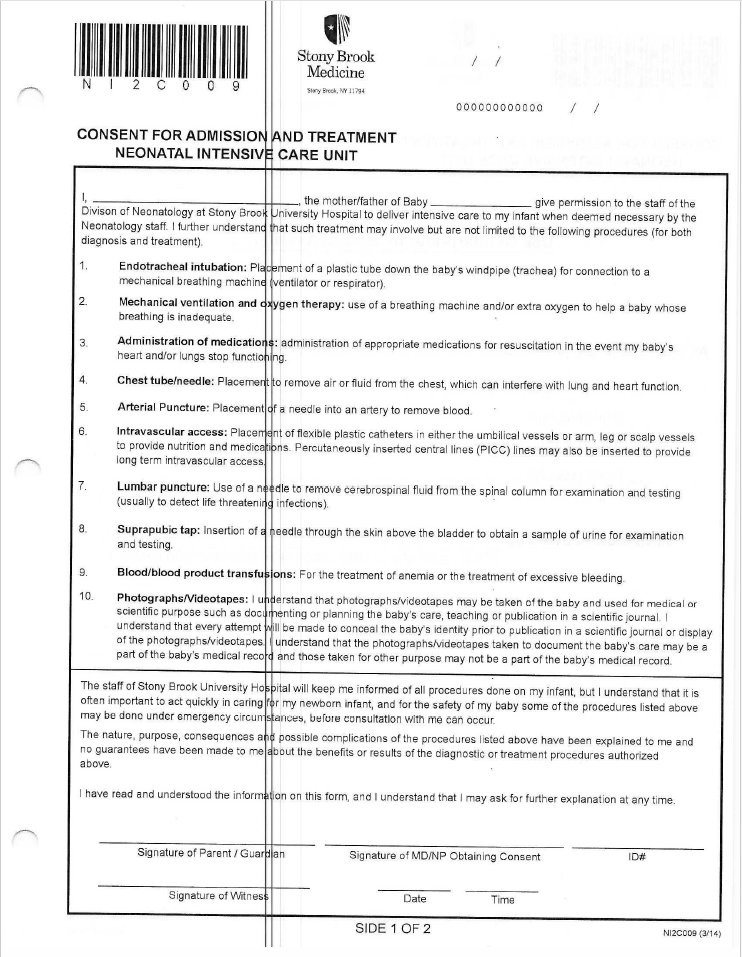 N I 2 C 0 0 9
Stony Brook
Medicine
Stony Brook, NY 11794
/ /
000000000000 / /
CONSENT FOR ADMISSION AND TREATMENT
NEONATAL INTENSIVE CARE UNIT
I, ______________________________, the mother/father of Baby _______________ give permission to the staff of the
Divison of Neonatology at Stony Brook University Hospital to deliver intensive care to my infant when deemed necessary by the
Neonatology staff. I further understand that such treatment may involve but are not limited to the following procedures (for both
diagnosis and treatment).
1. Endotracheal intubation: Placement of a plastic tube down the baby's windpipe (trachea) for connection to a
mechanical breathing machine (ventilator or respirator).
2. Mechanical ventilation and oxygen therapy: use of a breathing machine and/or extra oxygen to help a baby whose
breathing is inadequate.
3. Administration of medications: administration of appropriate medications for resuscitation in the event my baby's
heart and/or lungs stop functioning.
4. Chest tube/needle: Placement to remove air or fluid from the chest, which can interfere with lung and heart function.
5. Arterial Puncture: Placement of a needle into an artery to remove blood.
6. Intravascular access: Placement of flexible plastic catheters in either the umbilical vessels or arm, leg or scalp vessels
to provide nutrition and medications. Percutaneously inserted central lines (PICC) lines may also be inserted to provide
long term intravascular access.
7. Lumbar puncture: Use of a needle to remove cerebrospinal fluid from the spinal column for examination and testing
(usually to detect life threatening infections).
8. Suprapubic tap: Insertion of a needle through the skin above the bladder to obtain a sample of urine for examination
and testing.
9. Blood/blood product transfusions: For the treatment of anemia or the treatment of excessive bleeding.
10. Photographs/Videotapes: I understand that photographs/videotapes may be taken of the baby and used for medical or
scientific purpose such as documenting or planning the baby's care, teaching or publication in a scientific journal. I
understand that every attempt will be made to conceal the baby's identity prior to publication in a scientific journal or display
of the photographs/videotapes. I understand that the photographs/videotapes taken to document the baby's care may be a
part of the baby's medical record and those taken for other purpose may not be a part of the baby's medical record.
The staff of Stony Brook University Hospital will keep me informed of all procedures done on my infant, but I understand that it is
often important to act quickly in caring for my newborn infant, and for the safety of my baby some of the procedures listed above
may be done under emergency circumstances, before consultation with me can occur.
The nature, purpose, consequences and possible complications of the procedures listed above have been explained to me and
no guarantees have been made to me about the benefits or results of the diagnostic or treatment procedures authorized
above.
I have read and understood the information on this form, and I understand that I may ask for further explanation at any time.
Signature of Parent / Guardian Signature of MD/NP Obtaining Consent ID#
Signature of Witness Date Time
SIDE 1 OF 2
NI2C009 (3/14)